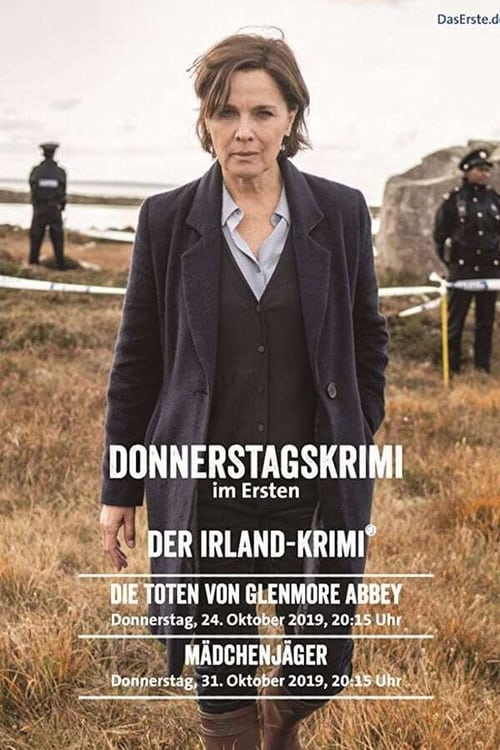 DasErste.de
DONNERSTAGSKRIMI
im Ersten
DER IRLAND-KRIMI
DIE TOTEN VON GLENMORE ABBEY
Donnerstag, 24. Oktober 2019, 20:15 Uhr
MÄDCHENJÄGER
Donnerstag, 31. Oktober 2019, 20:15 Uhr